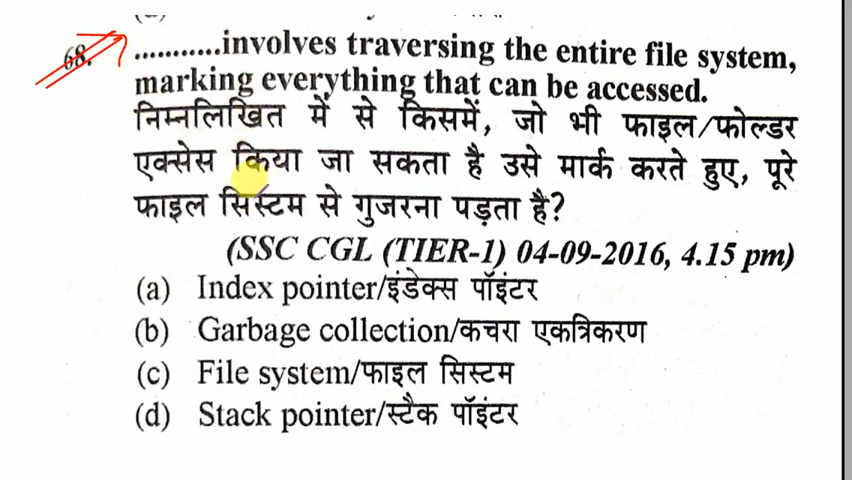 68. ...........involves traversing the entire file system,
marking everything that can be accessed.
निम्नलिखित में से किसमें, जो भी फाइल/फोल्डर
एक्सेस किया जा सकता है उसे मार्क करते हुए, पूरे
फाइल सिस्टम से गुजरना पड़ता है?
(SSC CGL (TIER-1) 04-09-2016, 4.15 pm)
(a) Index pointer/इंडेक्स पॉइंटर
(b) Garbage collection/कचरा एकत्रिकरण
(c) File system/फाइल सिस्टम
(d) Stack pointer/स्टैक पॉइंटर